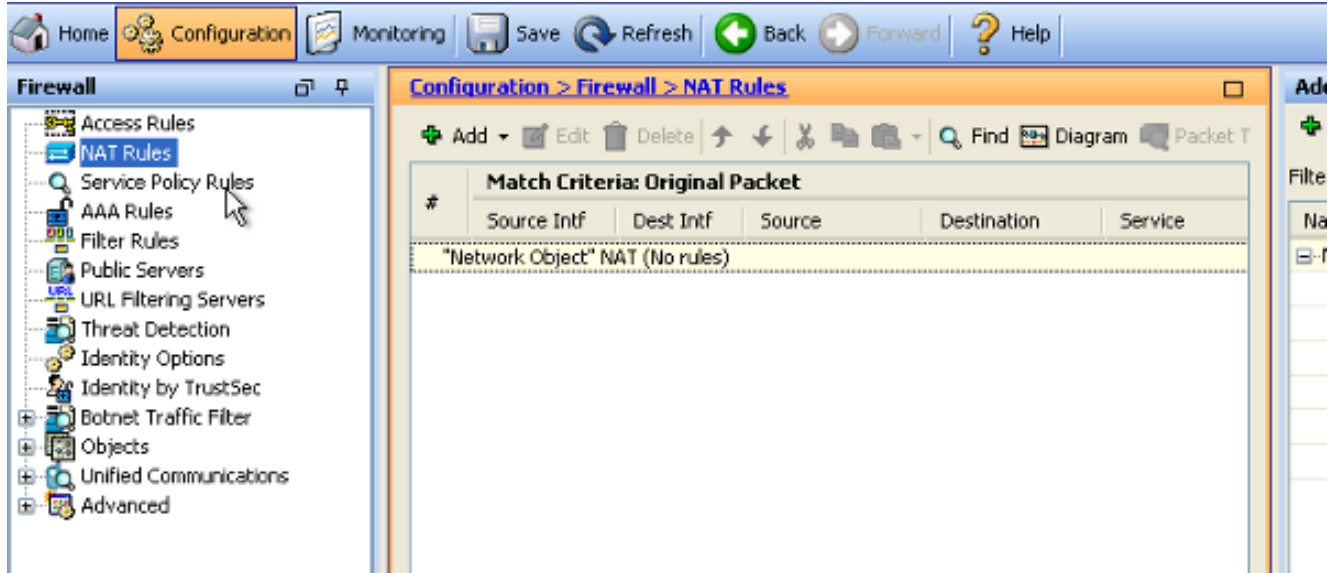 Home Configuration Monitoring Save Refresh Back Forward Help
Firewall
Access Rules
NAT Rules
Service Policy Rules
AAA Rules
Filter Rules
Public Servers
URL Filtering Servers
Threat Detection
Identity Options
Identity by TrustSec
Botnet Traffic Filter
Objects
Unified Communications
Advanced
Configuration > Firewall > NAT Rules
Add Edit Delete Find Diagram Packet T
# Match Criteria: Original Packet
Source Intf Dest Intf Source Destination Service
"Network Object" NAT (No rules)
Filte
Na